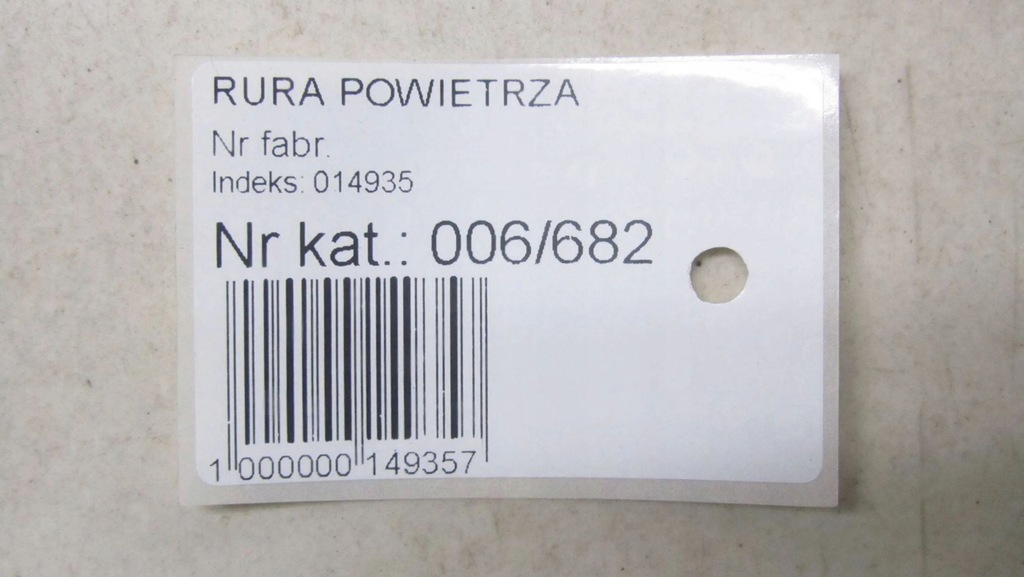 RURA POWIETRZA
Nr fabr.
Indeks: 014935
Nr kat.: 006/682
1 000000 149357